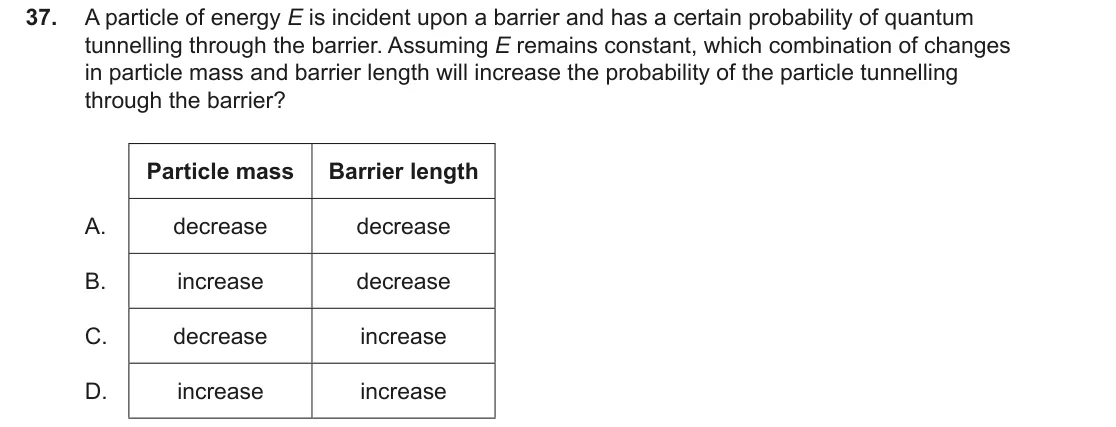 37. A particle of energy E is incident upon a barrier and has a certain probability of quantum
tunnelling through the barrier. Assuming E remains constant, which combination of changes
in particle mass and barrier length will increase the probability of the particle tunnelling
through the barrier?
Particle mass Barrier length
A. decrease decrease
B. increase decrease
C. decrease increase
D. increase increase